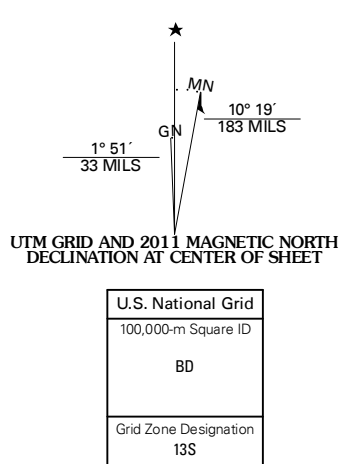 MN
GN
10° 19´
183 MILS
1° 51´
33 MILS
UTM GRID AND 2011 MAGNETIC NORTH
DECLINATION AT CENTER OF SHEET
U.S. National Grid
100,000-m Square ID
BD
Grid Zone Designation
13S